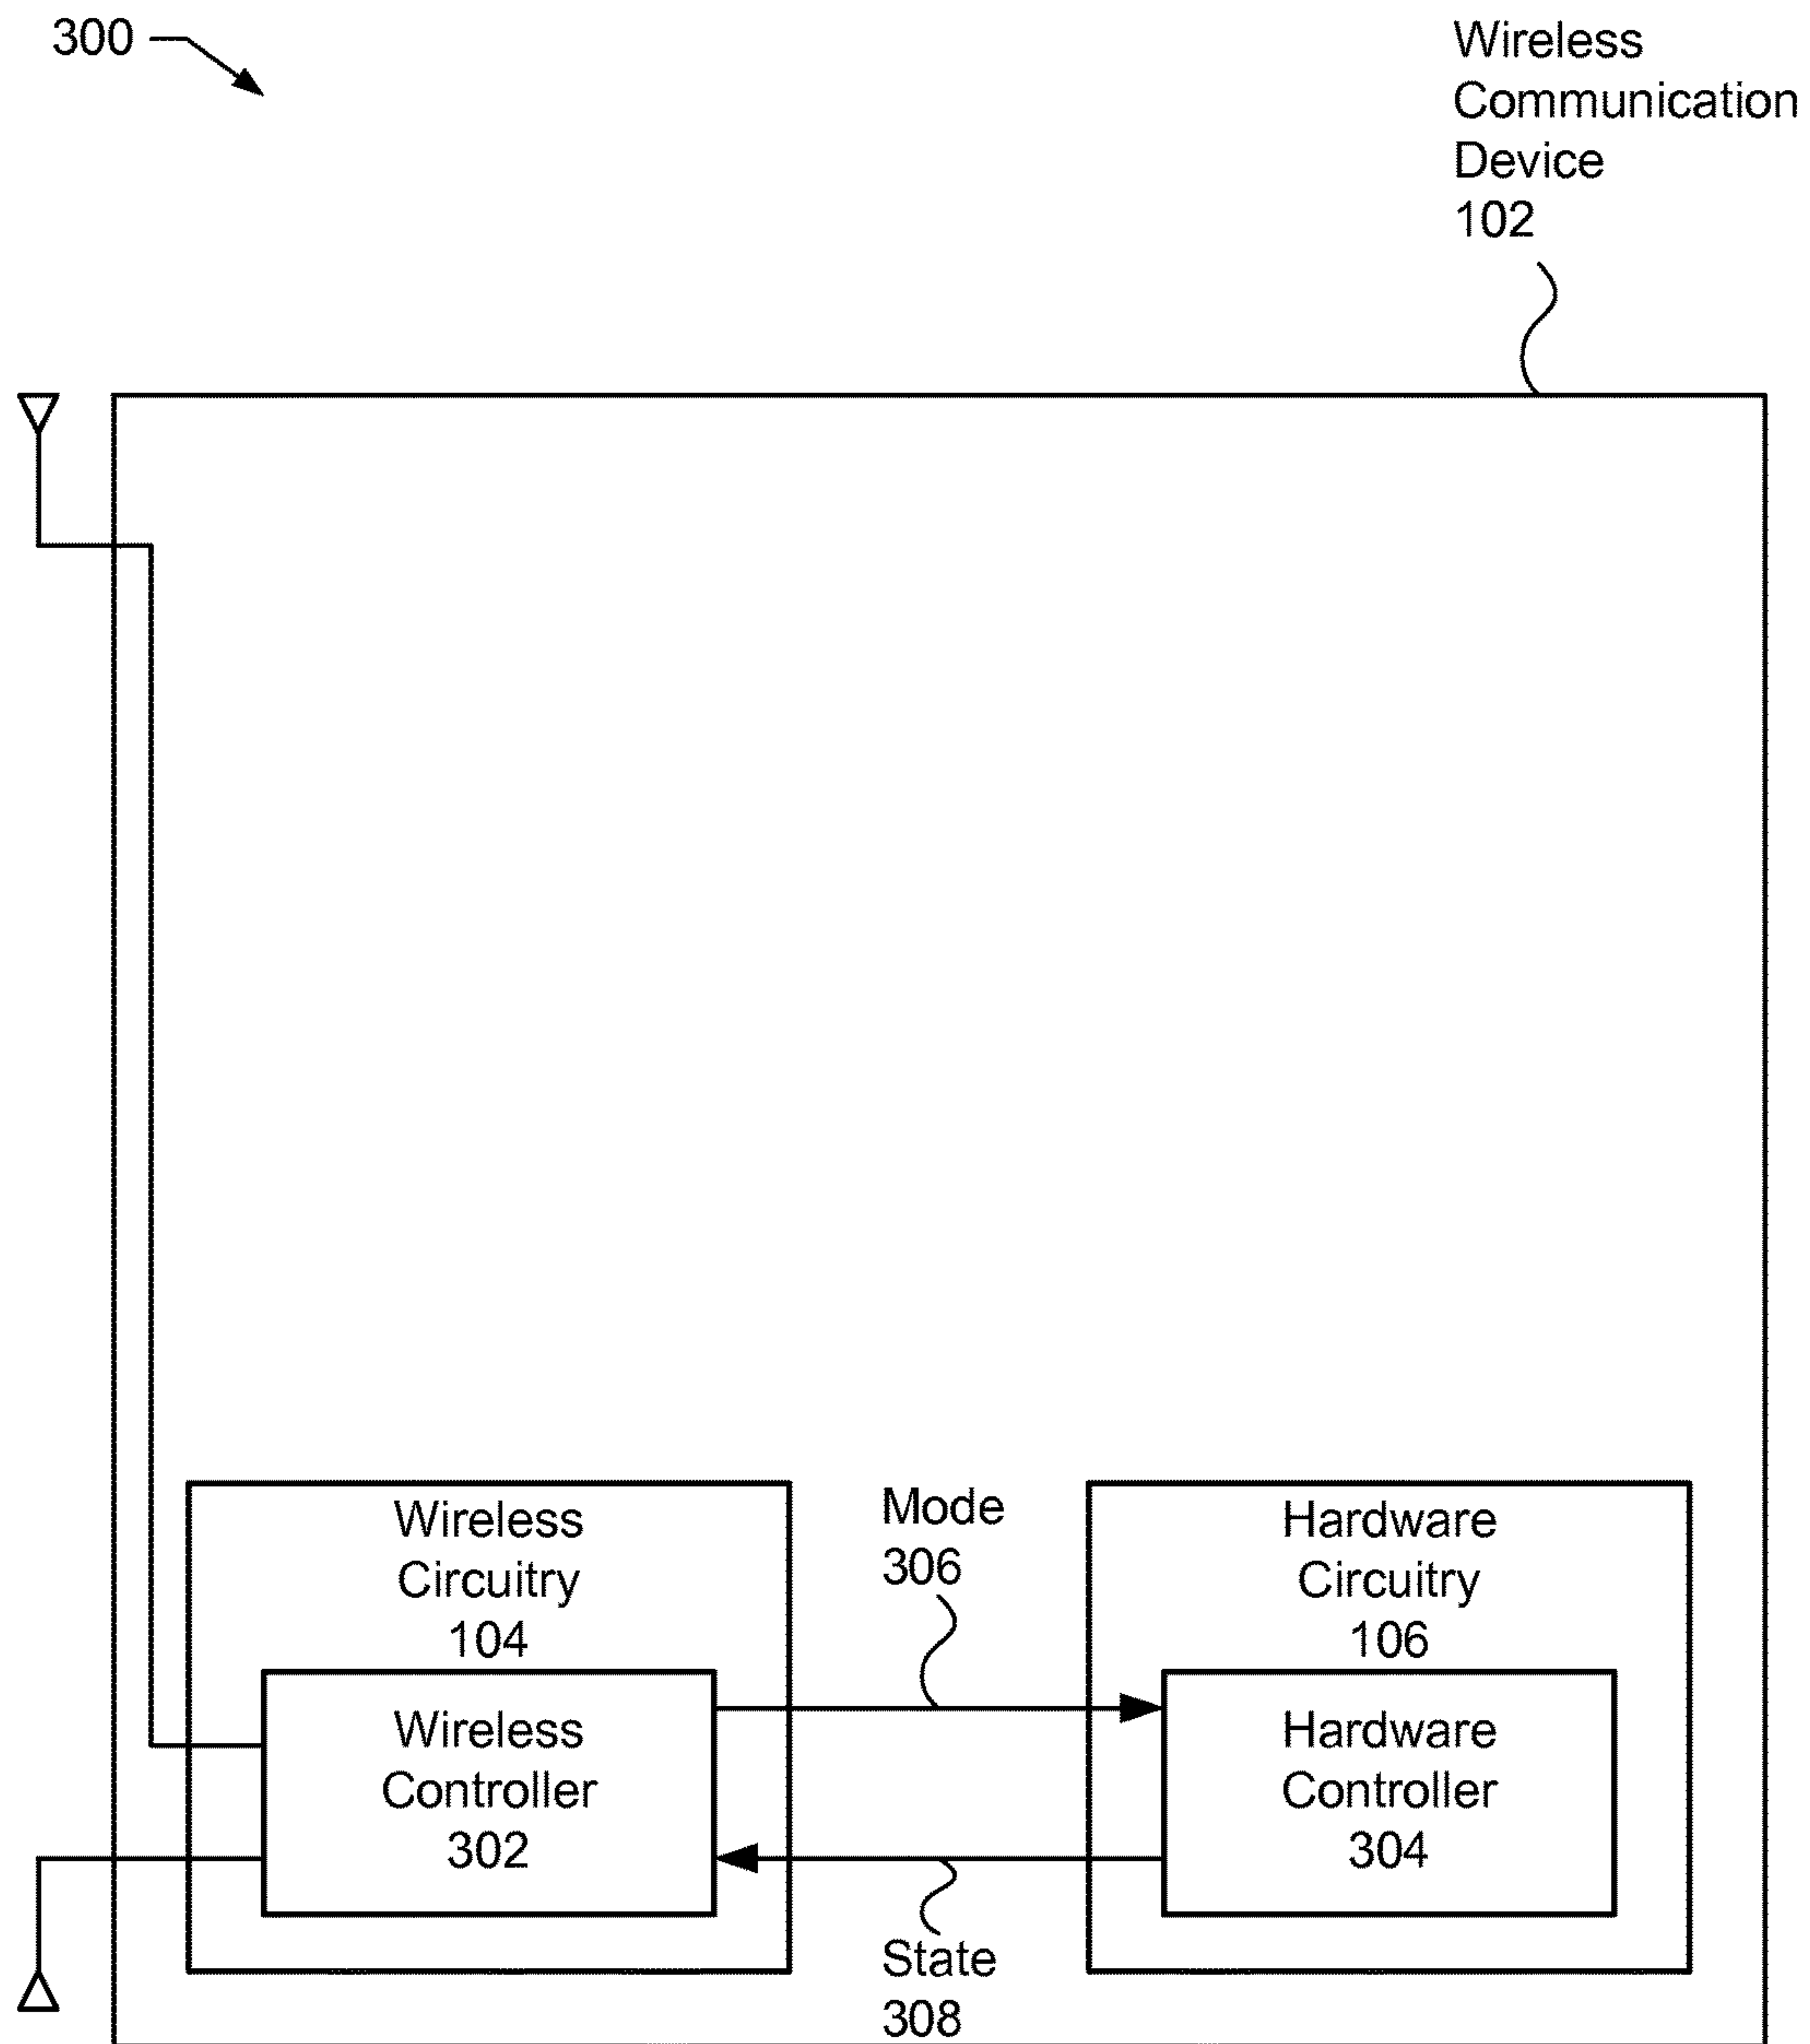 300
Wireless
Communication
Device
102
Wireless
Circuitry
104
Wireless
Controller
302
Mode
306
State
308
Hardware
Circuitry
106
Hardware
Controller
304